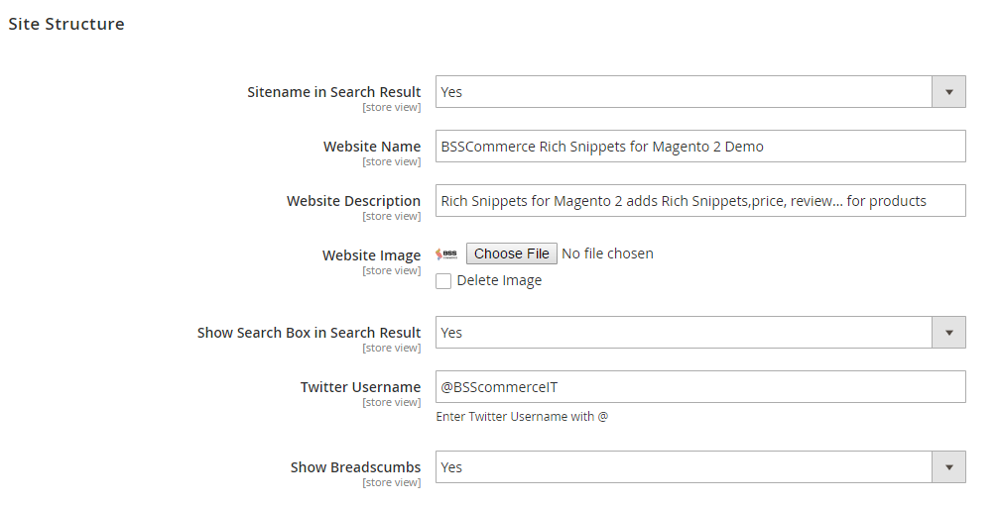 Site Structure
Sitename in Search Result
[store view]
Yes
Website Name
[store view]
BSSCommerce Rich Snippets for Magento 2 Demo
Website Description
[store view]
Rich Snippets for Magento 2 adds Rich Snippets,price, review... for products
Website Image
[store view]
BSS
Choose File No file chosen
Delete Image
Show Search Box in Search Result
[store view]
Yes
Twitter Username
[store view]
@BSScommerceIT
Enter Twitter Username with @
Show Breadscumbs
[store view]
Yes